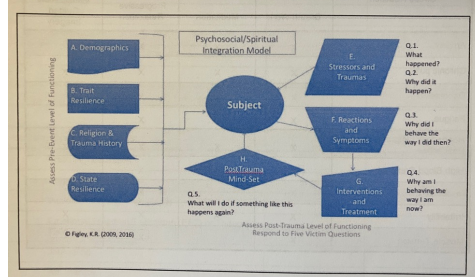 Psychosocial/Spiritual
Integration Model
Assess Pre-Event Level of Functioning
A. Demographics
B. Trait
Resilience
C. Religion &
Trauma History
D. State
Resilience
Subject
E.
Stressors and
Traumas
F. Reactions
and
Symptoms
G.
Interventions
and
Treatment
H.
PostTrauma
Mind-Set
Q.1.
What
happened?
Q.2.
Why did it
happen?
Q.3.
Why did I
behave the
way I did then?
Q.4.
Why am I
behaving the
way I am
now?
Q.5.
What will I do if something like this
happens again?
Assess Post-Trauma Level of Functioning
Respond to Five Victim Questions
© Figley, K.R. (2009, 2016)